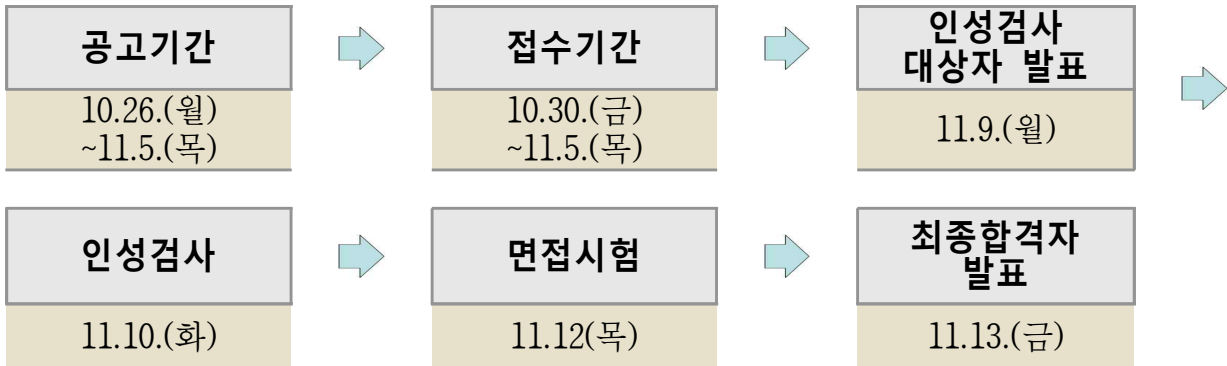 공고기간
10.26.(월)
~11.5.(목)
접수기간
10.30.(금)
~11.5.(목)
인성검사
대상자 발표
11.9.(월)
인성검사
11.10.(화)
면접시험
11.12(목)
최종합격자
발표
11.13.(금)